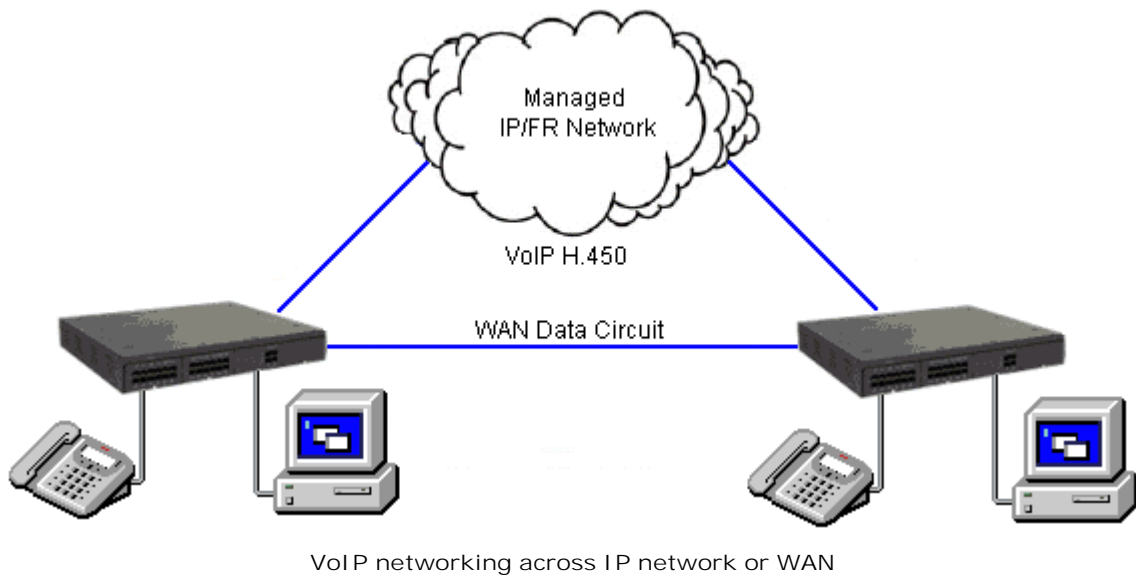 Managed
IP/FR Network
VoIP H.450
WAN Data Circuit
VoIP networking across IP network or WAN